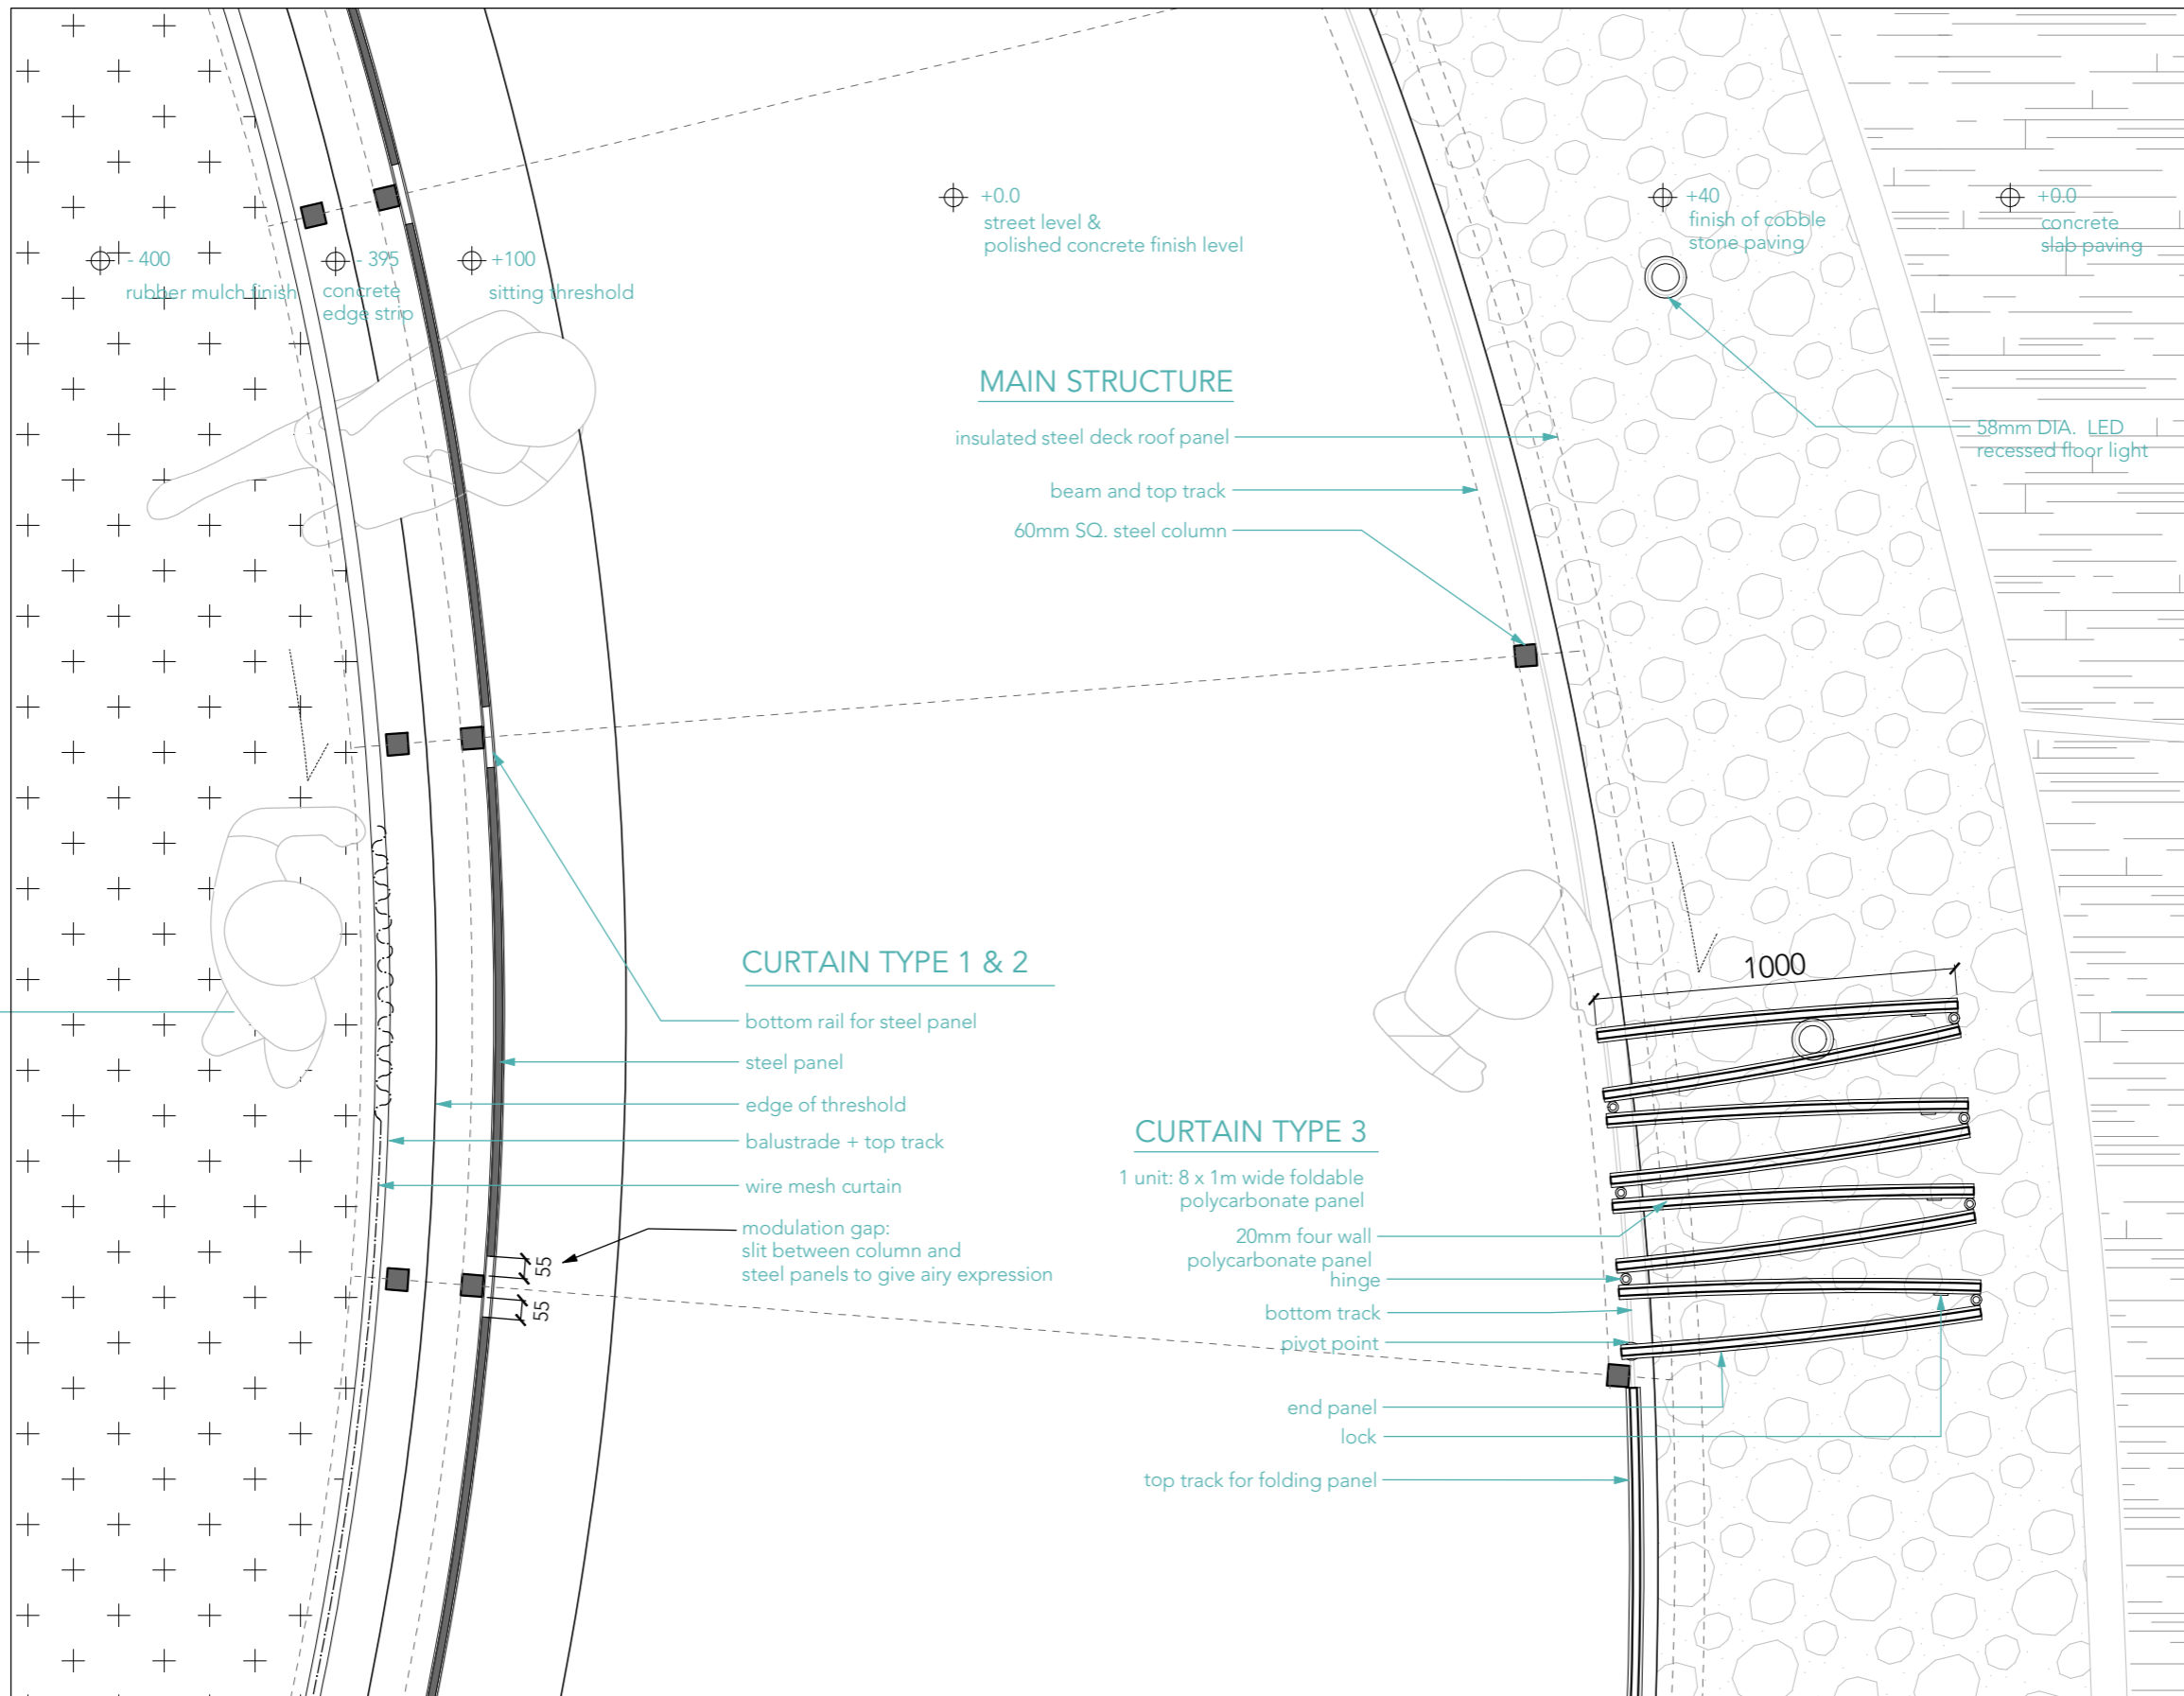 +0.0
street level &
polished concrete finish level
+40
finish of cobble
stone paving
+0.0
concrete
slab paving
- 400
rubber mulch finish
- 395
concrete
edge strip
+100
sitting threshold
MAIN STRUCTURE
insulated steel deck roof panel
beam and top track
60mm SQ. steel column
58mm DIA. LED
recessed floor light
CURTAIN TYPE 1 & 2
bottom rail for steel panel
steel panel
edge of threshold
balustrade + top track
wire mesh curtain
modulation gap:
slit between column and
steel panels to give airy expression
55
55
1000
CURTAIN TYPE 3
1 unit: 8 x 1m wide foldable
polycarbonate panel
20mm four wall
polycarbonate panel
hinge
bottom track
pivot point
end panel
lock
top track for folding panel